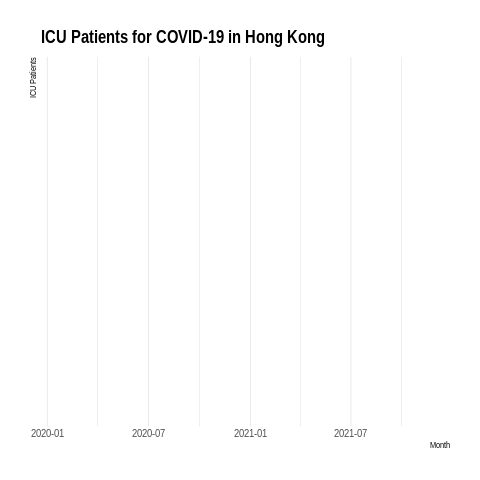 ICU Patients for COVID-19 in Hong Kong
ICU Patients
2020-01 2020-07 2021-01 2021-07
Month